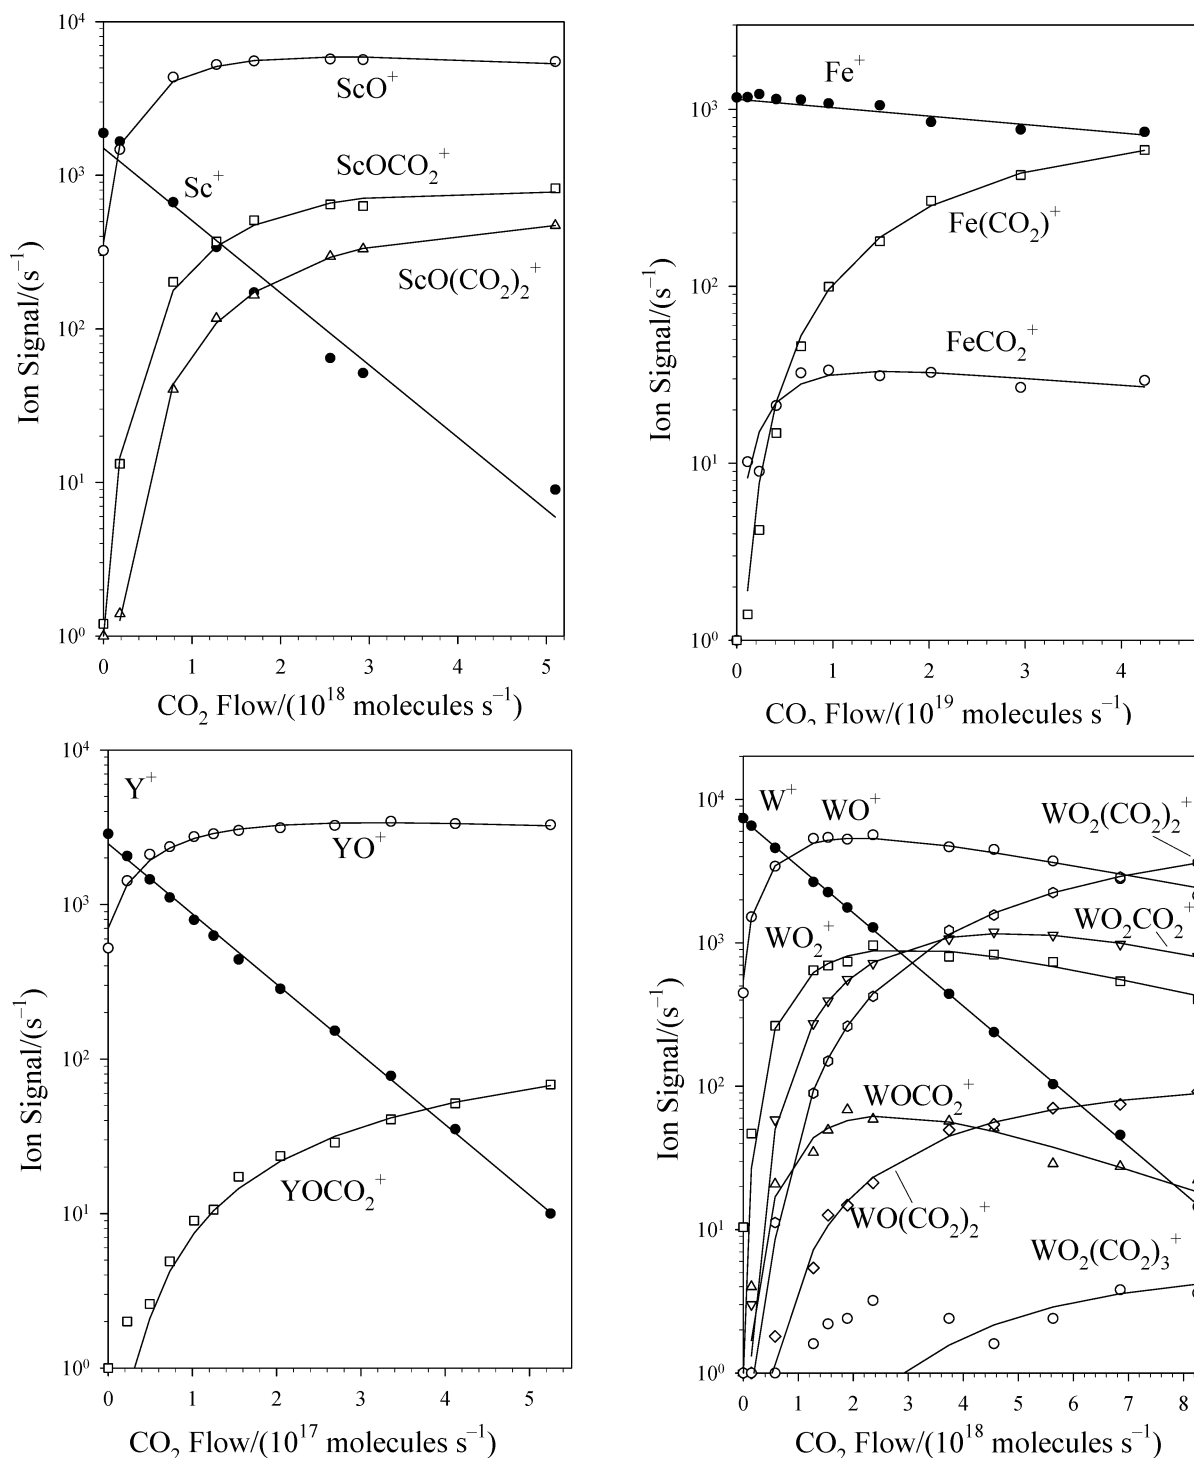 10⁴
10³
10²
10¹
10⁰
Ion Signal/(s⁻¹)
ScO⁺
ScOCO₂⁺
Sc⁺
ScO(CO₂)₂⁺
0 1 2 3 4 5
CO₂ Flow/(10¹⁸ molecules s⁻¹)
10³
10²
10¹
10⁰
Ion Signal/(s⁻¹)
Fe⁺
Fe(CO₂)⁺
FeCO₂⁺
0 1 2 3 4
CO₂ Flow/(10¹⁹ molecules s⁻¹)
10⁴
10³
10²
10¹
10⁰
Ion Signal/(s⁻¹)
Y⁺
YO⁺
YOCO₂⁺
0 1 2 3 4 5
CO₂ Flow/(10¹⁷ molecules s⁻¹)
10⁴
10³
10²
10¹
10⁰
Ion Signal/(s⁻¹)
W⁺
WO⁺
WO₂(CO₂)₂⁺
WO₂⁺
WO₂CO₂⁺
WOCO₂⁺
WO(CO₂)₂⁺
WO₂(CO₂)₃⁺
0 1 2 3 4 5 6 7 8
CO₂ Flow/(10¹⁸ molecules s⁻¹)